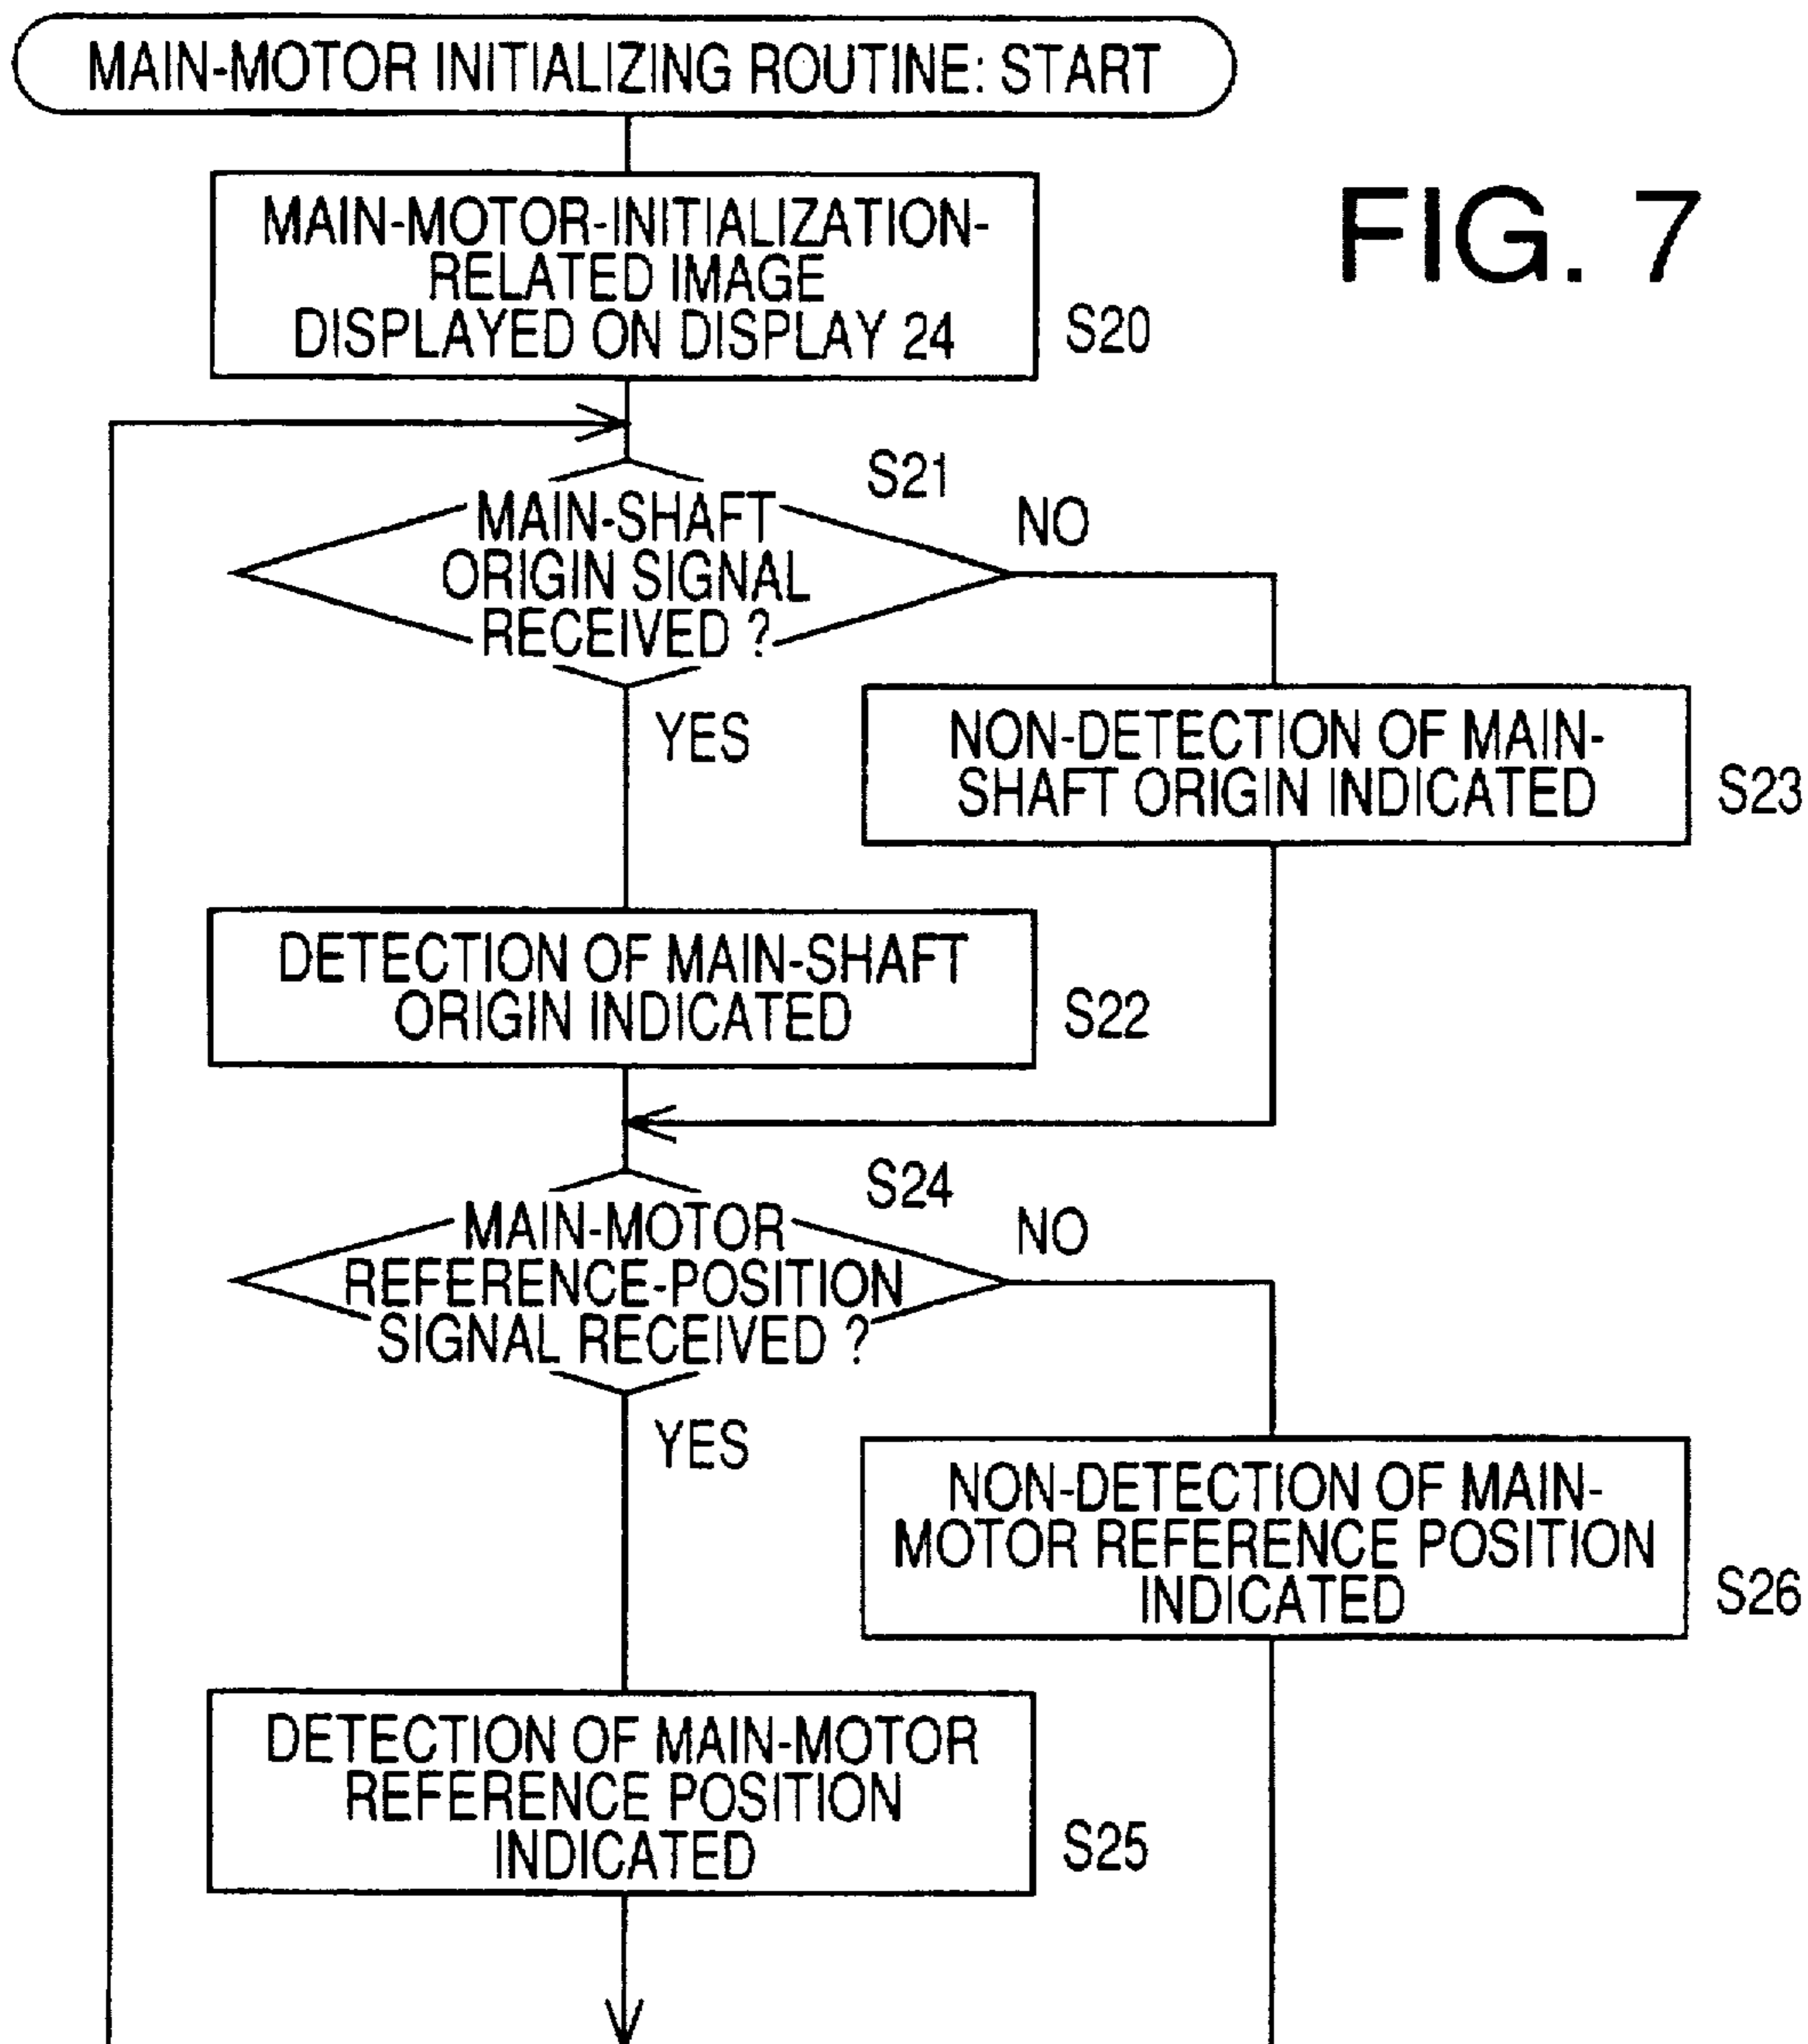 MAIN-MOTOR INITIALIZING ROUTINE: START
FIG. 7
MAIN-MOTOR-INITIALIZATION-
RELATED IMAGE
DISPLAYED ON DISPLAY 24
S20
S21
MAIN-SHAFT
ORIGIN SIGNAL
RECEIVED ?
NO
YES
NON-DETECTION OF MAIN-
SHAFT ORIGIN INDICATED
S23
DETECTION OF MAIN-SHAFT
ORIGIN INDICATED
S22
S24
MAIN-MOTOR
REFERENCE-POSITION
SIGNAL RECEIVED ?
NO
YES
NON-DETECTION OF MAIN-
MOTOR REFERENCE POSITION
INDICATED
S26
DETECTION OF MAIN-MOTOR
REFERENCE POSITION
INDICATED
S25